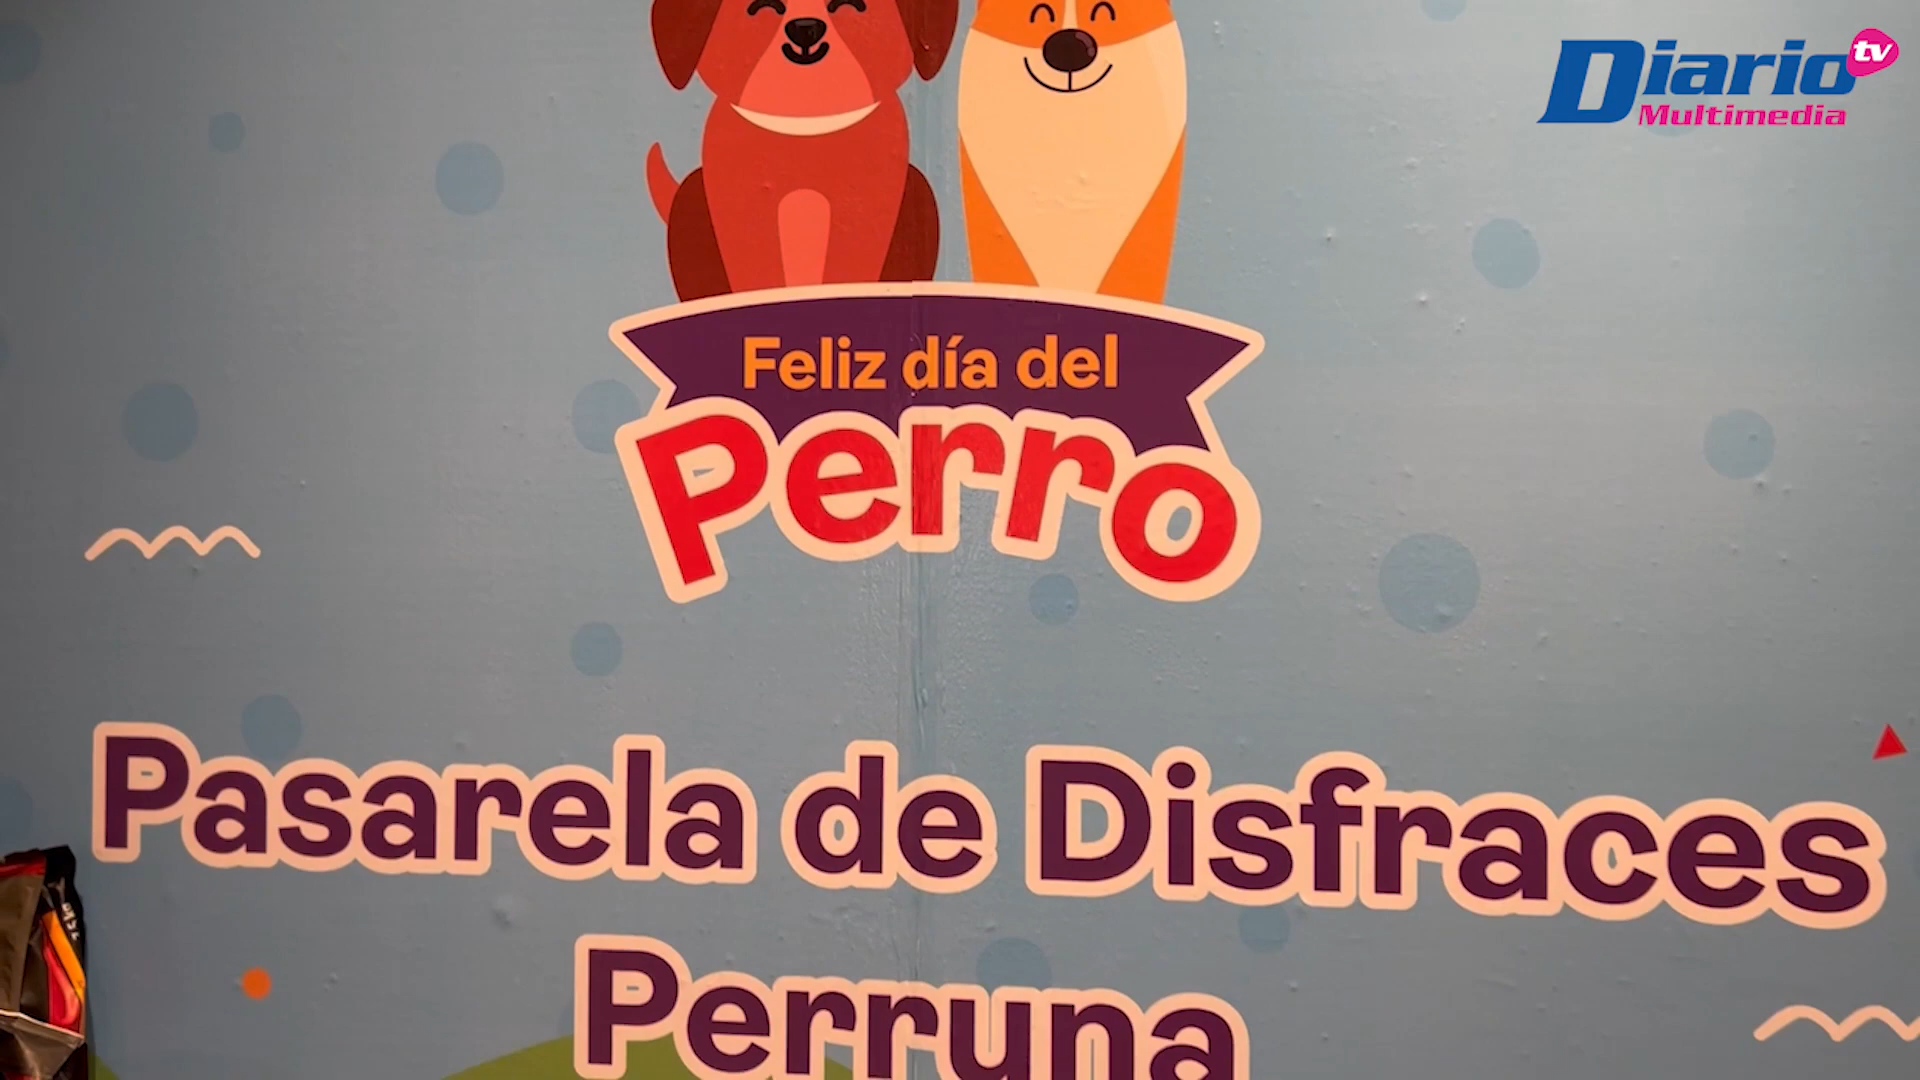 Diario tv
Multimedia
Feliz día del
Perro
Pasarela de Disfraces
Perruna